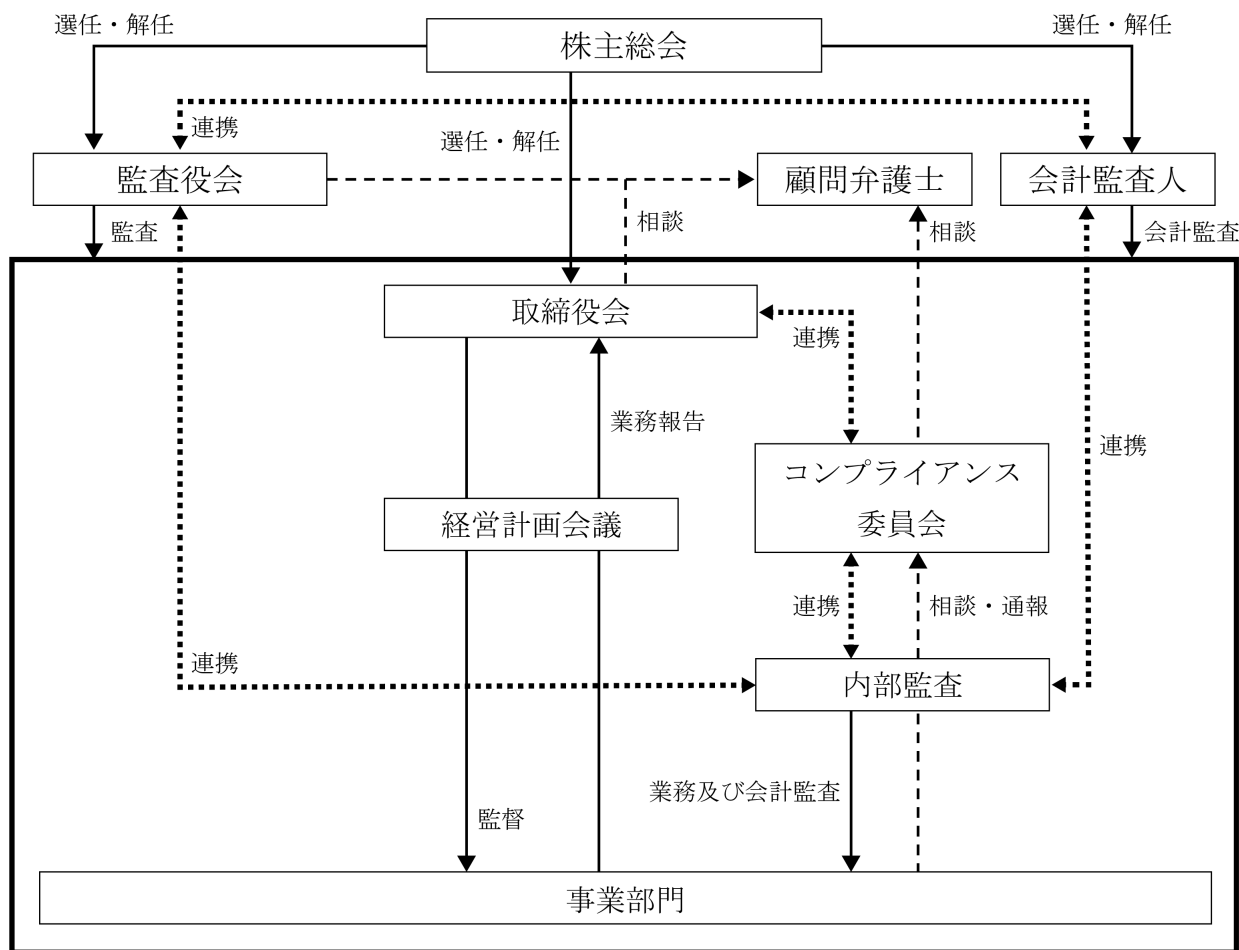 選任・解任
株主総会
選任・解任
連携
選任・解任
監査役会
顧問弁護士
会計監査人
監査
相談
相談
会計監査
取締役会
連携
業務報告
連携
コンプライアンス
委員会
経営計画会議
連携
相談・通報
連携
内部監査
業務及び会計監査
監督
事業部門